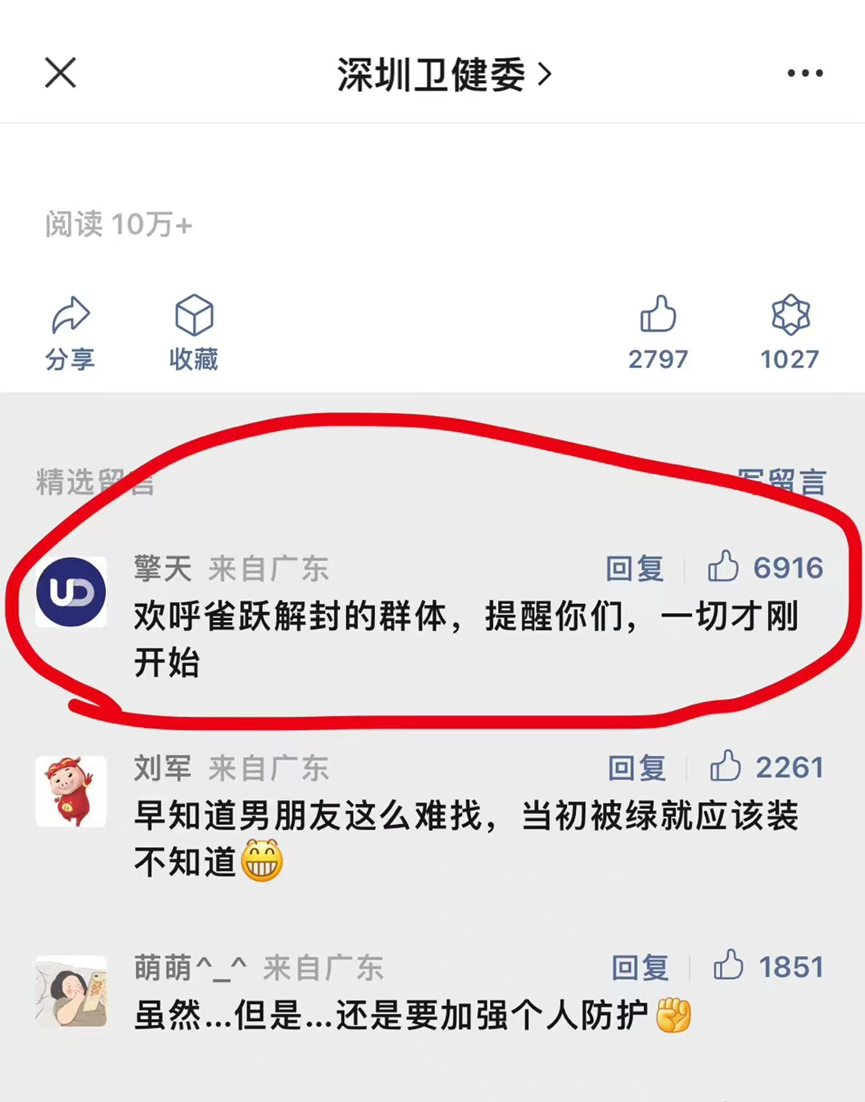 深圳卫健委
阅读 10万+
分享
收藏
2797
1027
精选留言
写留言
擎天 来自广东
回复
6916
欢呼雀跃解封的群体，提醒你们，一切才刚
开始
刘军 来自广东
回复
2261
早知道男朋友这么难找，当初被绿就应该装
不知道😁
萌萌^_^ 来自广东
回复
1851
虽然...但是...还是要加强个人防护✊